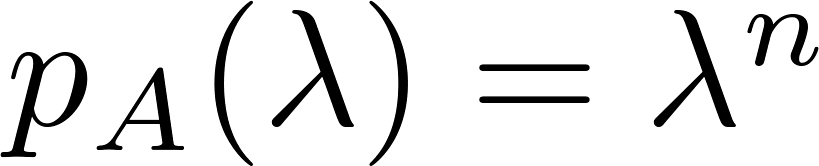 p_A(λ) = λ^n